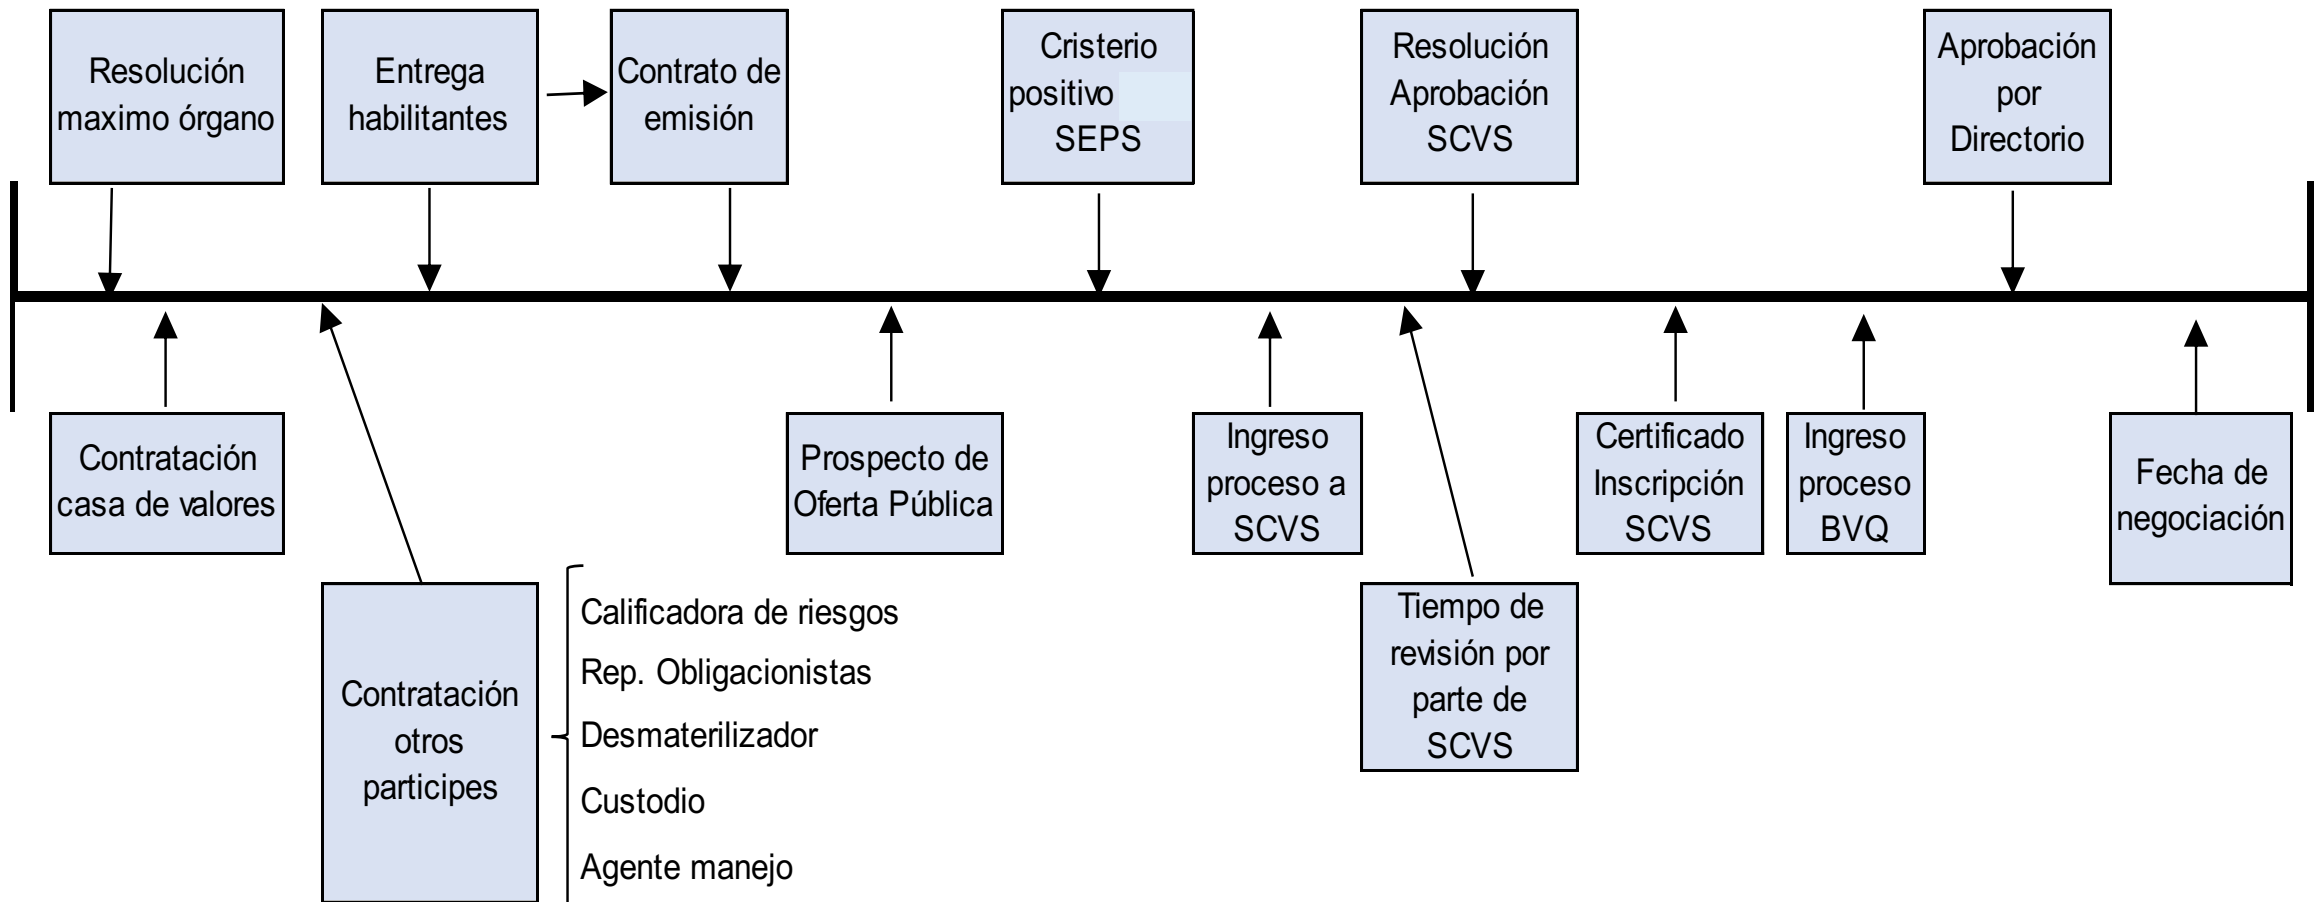 Resolución
maximo órgano
Entrega
habilitantes
Contrato de
emisión
Cristerio
positivo
SEPS
Resolución
Aprobación
SCVS
Aprobación
por
Directorio
Contratación
casa de valores
Prospecto de
Oferta Pública
Ingreso
proceso a
SCVS
Certificado
Inscripción
SCVS
Ingreso
proceso
BVQ
Fecha de
negociación
Contratación
otros
participes
Calificadora de riesgos
Rep. Obligacionistas
Desmaterilizador
Custodio
Agente manejo
Tiempo de
revisión por
parte de
SCVS